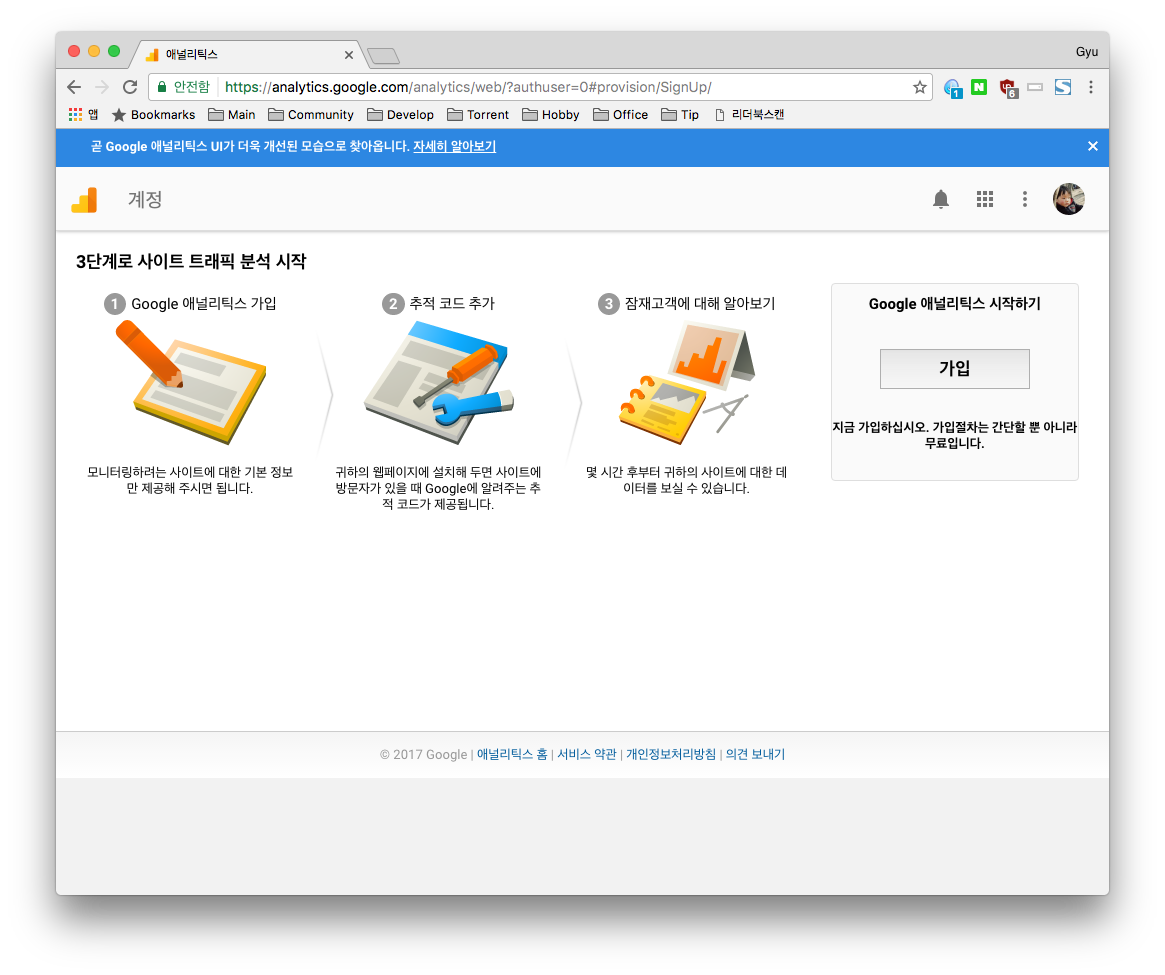 애널리틱스
Gyu
안전함 https://analytics.google.com/analytics/web/?authuser=0#provision/SignUp/
1
N
6
S
앱 Bookmarks Main Community Develop Torrent Hobby Office Tip 리더북스캔
곧 Google 애널리틱스 UI가 더욱 개선된 모습으로 찾아옵니다. 자세히 알아보기
계정
3단계로 사이트 트래픽 분석 시작
1 Google 애널리틱스 가입
모니터링하려는 사이트에 대한 기본 정보
만 제공해 주시면 됩니다.
2 추적 코드 추가
귀하의 웹페이지에 설치해 두면 사이트에
방문자가 있을 때 Google에 알려주는 추
적 코드가 제공됩니다.
3 잠재고객에 대해 알아보기
몇 시간 후부터 귀하의 사이트에 대한 데
이터를 보실 수 있습니다.
Google 애널리틱스 시작하기
가입
지금 가입하십시오. 가입절차는 간단할 뿐 아니라
무료입니다.
© 2017 Google | 애널리틱스 홈 | 서비스 약관 | 개인정보처리방침 | 의견 보내기